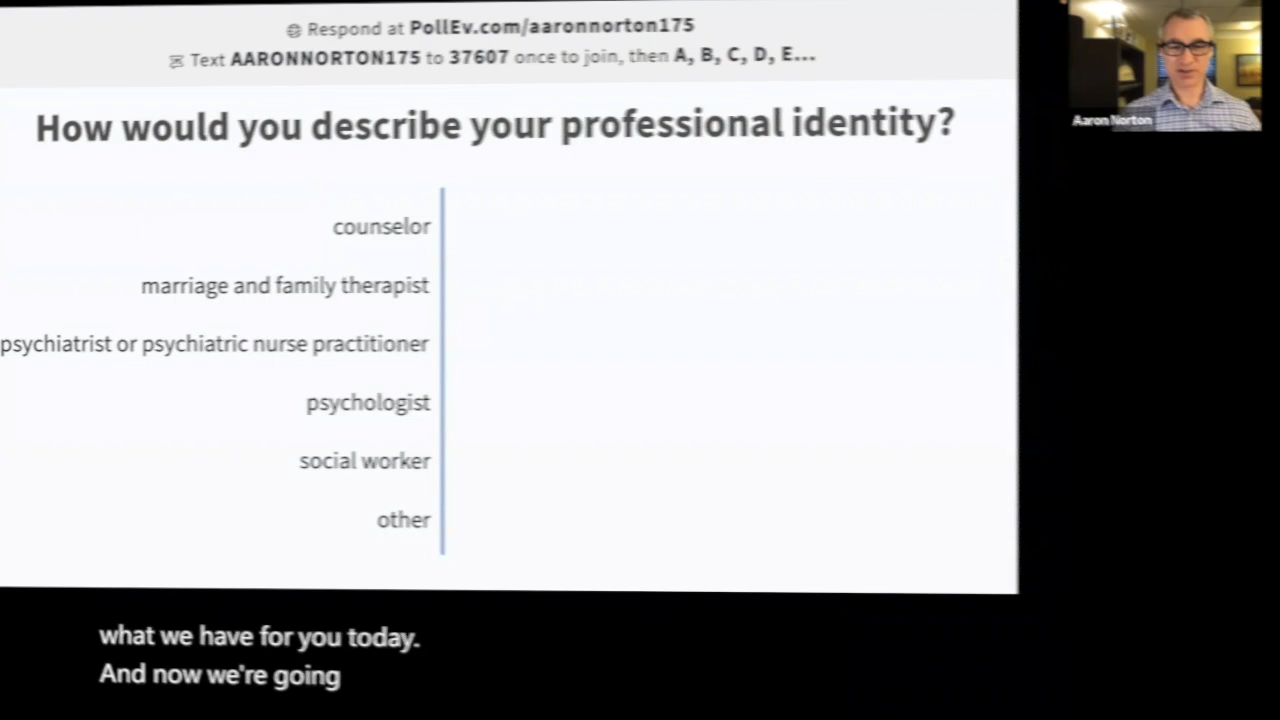 Respond at PollEv.com/aaronnorton175
Text AARONNORTON175 to 37607 once to join, then A, B, C, D, E...
How would you describe your professional identity?
counselor
marriage and family therapist
psychiatrist or psychiatric nurse practitioner
psychologist
social worker
other
Aaron Norton
what we have for you today.
And now we're going